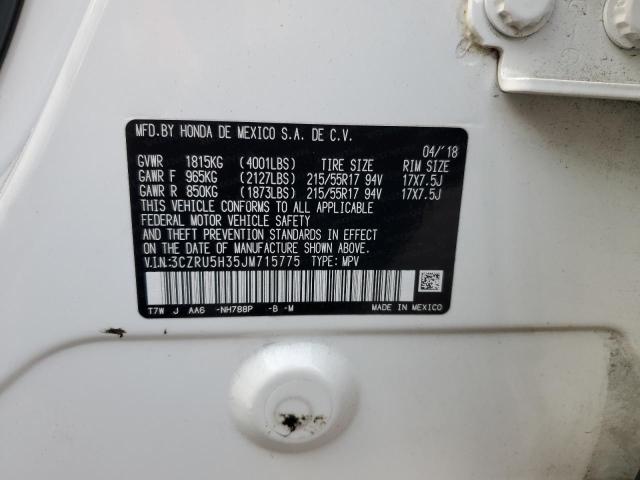 MFD.BY HONDA DE MEXICO S.A. DE C.V.
04/'18
GVWR 1815KG (4001LBS) TIRE SIZE RIM SIZE
GAWR F 965KG (2127LBS) 215/55R17 94V 17X7.5J
GAWR R 850KG (1873LBS) 215/55R17 94V 17X7.5J
THIS VEHICLE CONFORMS TO ALL APPLICABLE
FEDERAL MOTOR VEHICLE SAFETY
AND THEFT PREVENTION STANDARDS IN EFFECT
ON THE DATE OF MANUFACTURE SHOWN ABOVE.
V.I.N:3CZRU5H35JM715775 TYPE: MPV
T7W J AA6 -NH788P -B -M MADE IN MEXICO